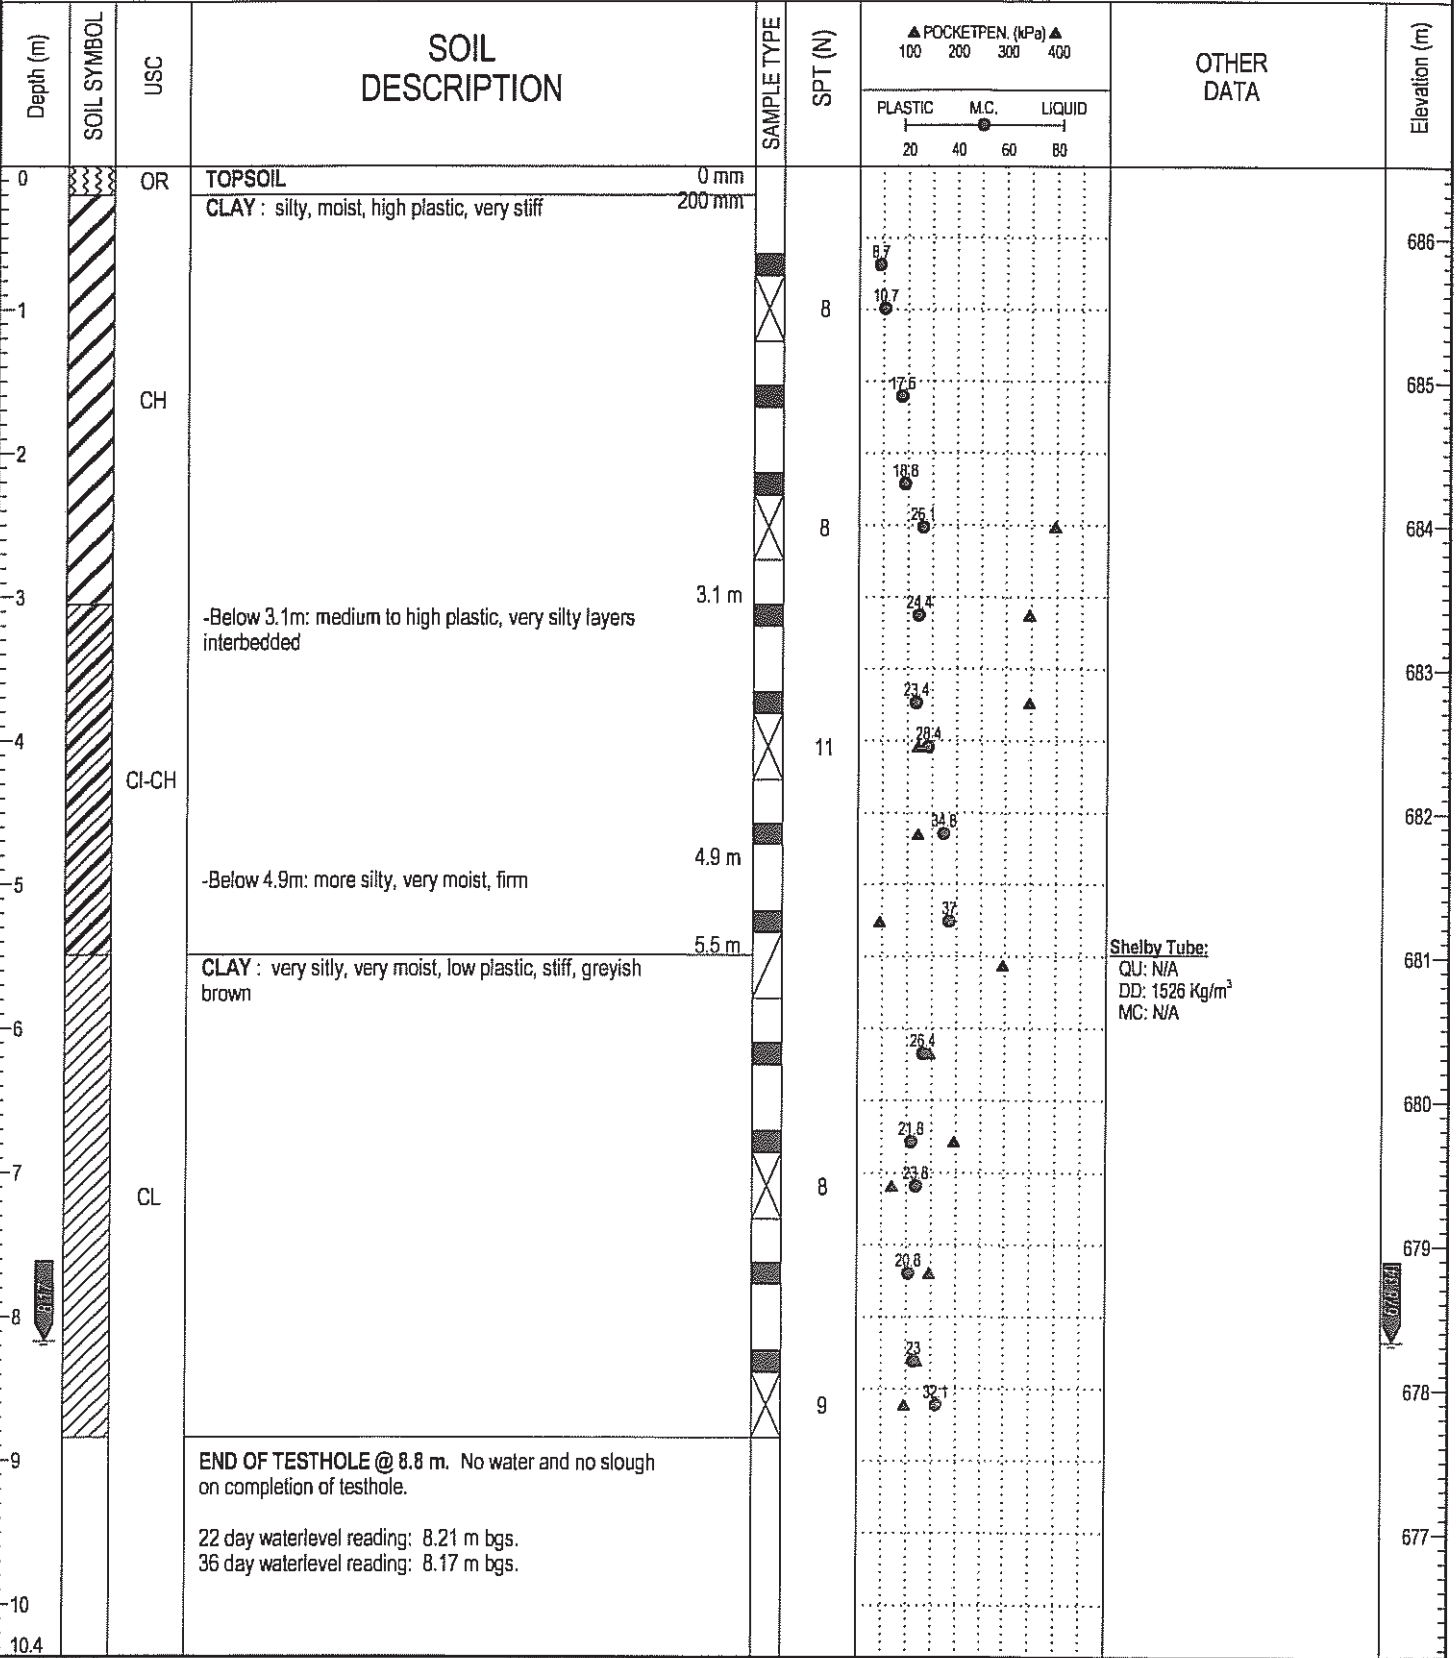 Depth (m)
SOIL SYMBOL
USC
SOIL
DESCRIPTION
SAMPLE TYPE
SPT (N)
▲ POCKETPEN. (kPa) ▲
100 200 300 400
PLASTIC M.C. LIQUID
20 40 60 80
OTHER
DATA
Elevation (m)
0
OR
TOPSOIL 0 mm
200 mm
CLAY : silty, moist, high plastic, very stiff
686
8.7
10.7
1
8
685
17.6
CH
2
18.8
26.1
8
684
3
3.1 m
24.4
-Below 3.1m: medium to high plastic, very silty layers
interbedded
683
23.4
4
28.4
11
CI-CH
682
34.8
4.9 m
-Below 4.9m: more silty, very moist, firm
5
37
5.5 m
Shelby Tube:
681
CLAY : very sitly, very moist, low plastic, stiff, greyish
brown
QU: N/A
DD: 1526 Kg/m³
MC: N/A
6
26.4
680
21.8
7
23.8
8
CL
679
20.8
8.17
678.34
8
23
678
32.1
9
9
END OF TESTHOLE @ 8.8 m. No water and no slough
on completion of testhole.
22 day waterlevel reading: 8.21 m bgs.
36 day waterlevel reading: 8.17 m bgs.
677
10
10.4